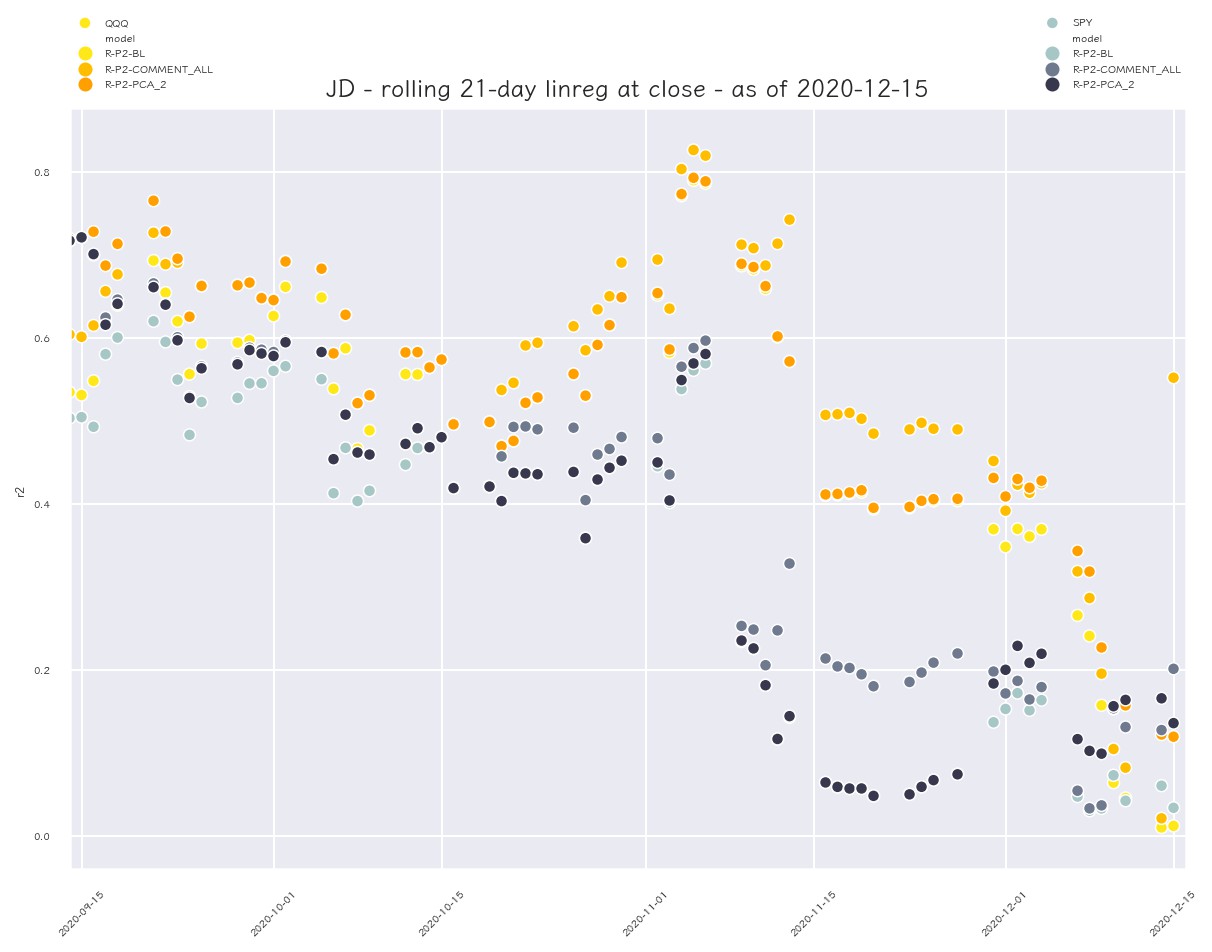 QQQ
model
R-P2-BL
R-P2-COMMENT_ALL
R-P2-PCA_2
SPY
model
R-P2-BL
R-P2-COMMENT_ALL
R-P2-PCA_2
JD - rolling 21-day linreg at close - as of 2020-12-15
0.8
0.6
0.4
0.2
0.0
r2
2020-09-15
2020-10-01
2020-10-15
2020-11-01
2020-11-15
2020-12-01
2020-12-15